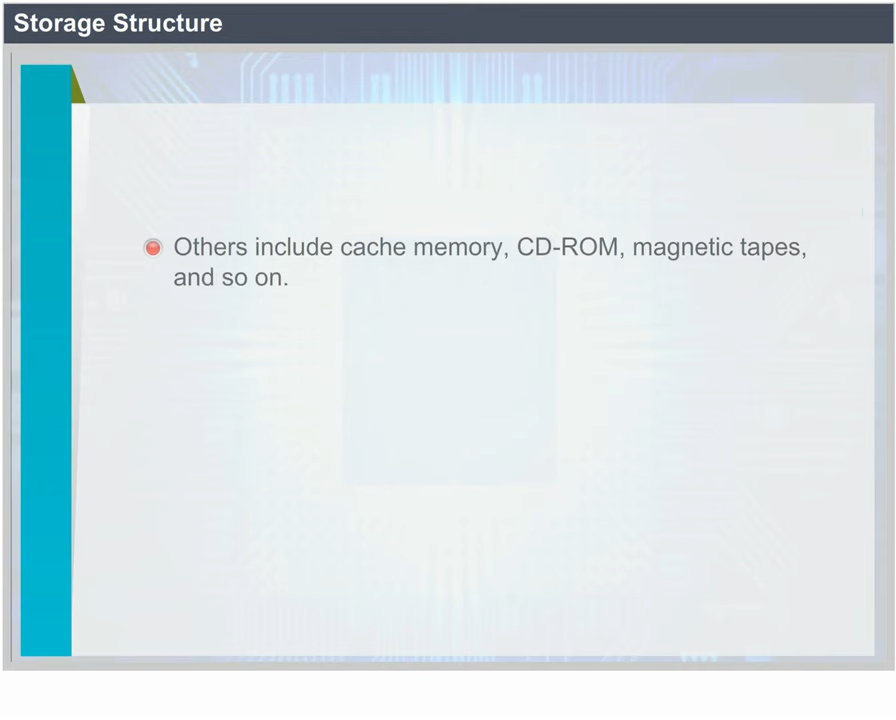 Storage Structure
Others include cache memory, CD-ROM, magnetic tapes,
and so on.